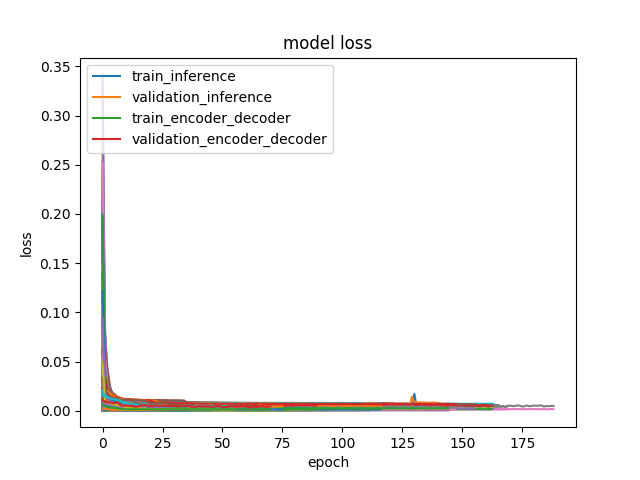 model loss
train_inference
validation_inference
train_encoder_decoder
validation_encoder_decoder
0.35
0.30
0.25
0.20
0.15
0.10
0.05
0.00
loss
0 25 50 75 100 125 150 175
epoch